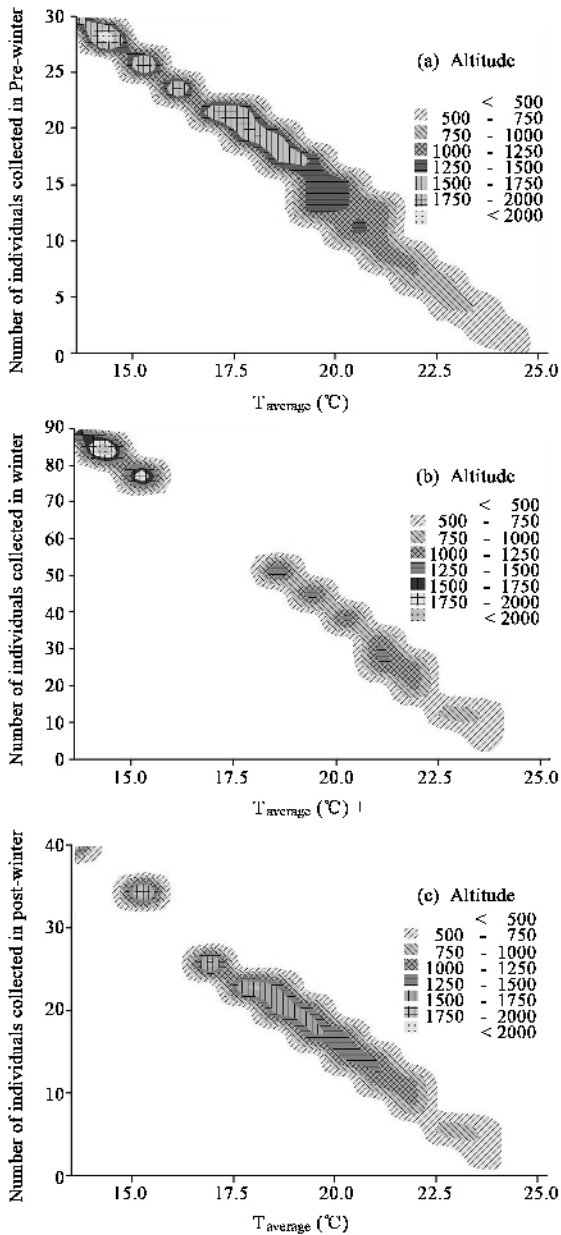 Number of individuals collected in Pre-winter
30
25
20
15
10
5
0
(a) Altitude
< 500
500 - 750
750 - 1000
1000 - 1250
1250 - 1500
1500 - 1750
1750 - 2000
< 2000
15.0 17.5 20.0 22.5 25.0
T average (℃)
Number of individuals collected in winter
90
80
70
60
50
40
30
20
10
0
(b) Altitude
< 500
500 - 750
750 - 1000
1000 - 1250
1250 - 1500
1500 - 1750
1750 - 2000
< 2000
15.0 17.5 20.0 22.5 25.0
T average (℃)
Number of individuals collected in post-winter
40
30
20
10
0
(c) Altitude
< 500
500 - 750
750 - 1000
1000 - 1250
1250 - 1500
1500 - 1750
1750 - 2000
< 2000
15.0 17.5 20.0 22.5 25.0
T average (℃)